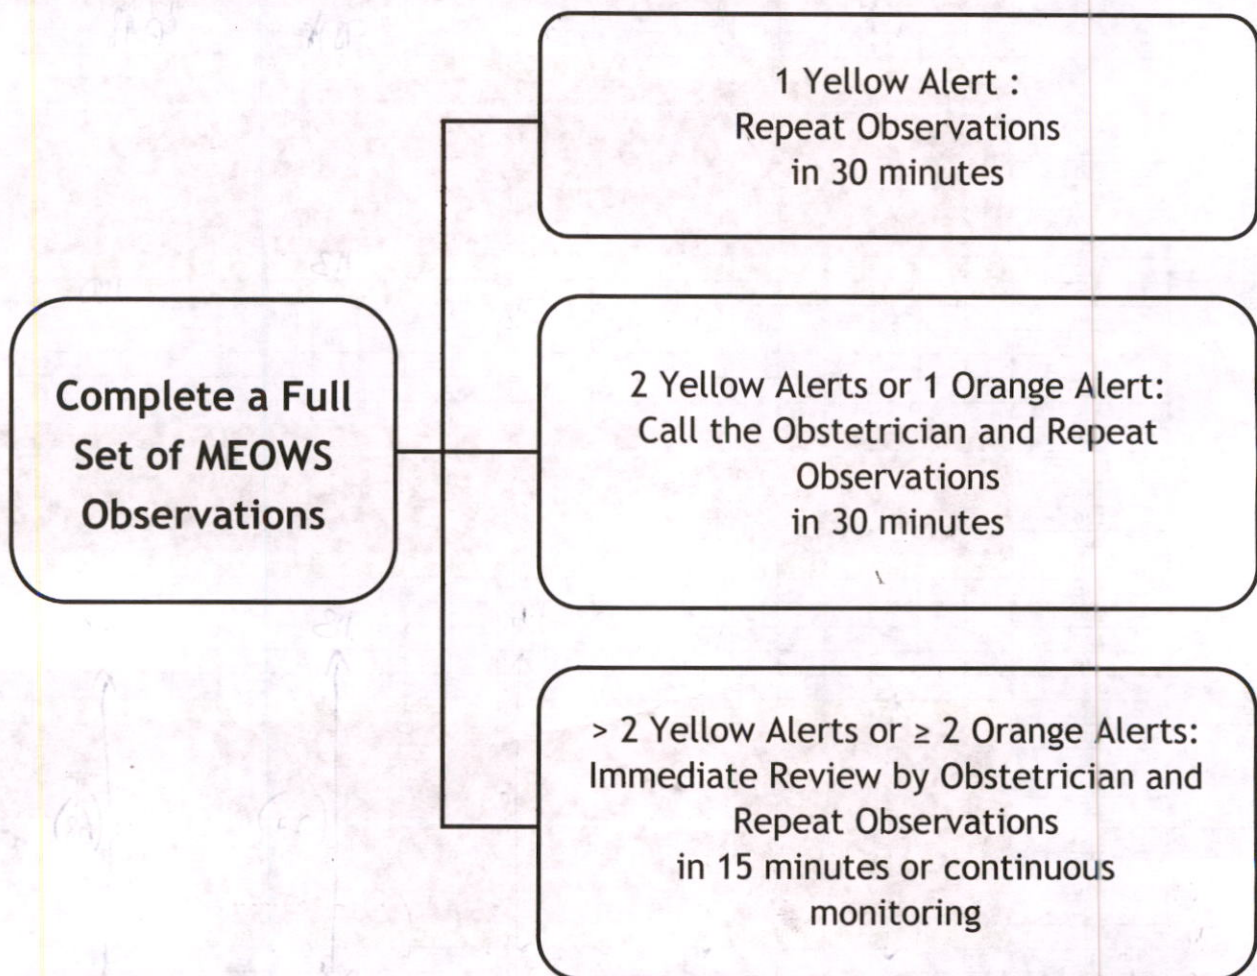 1 Yellow Alert :
Repeat Observations
in 30 minutes
Complete a Full
Set of MEOWS
Observations
2 Yellow Alerts or 1 Orange Alert:
Call the Obstetrician and Repeat
Observations
in 30 minutes
> 2 Yellow Alerts or ≥ 2 Orange Alerts:
Immediate Review by Obstetrician and
Repeat Observations
in 15 minutes or continuous
monitoring